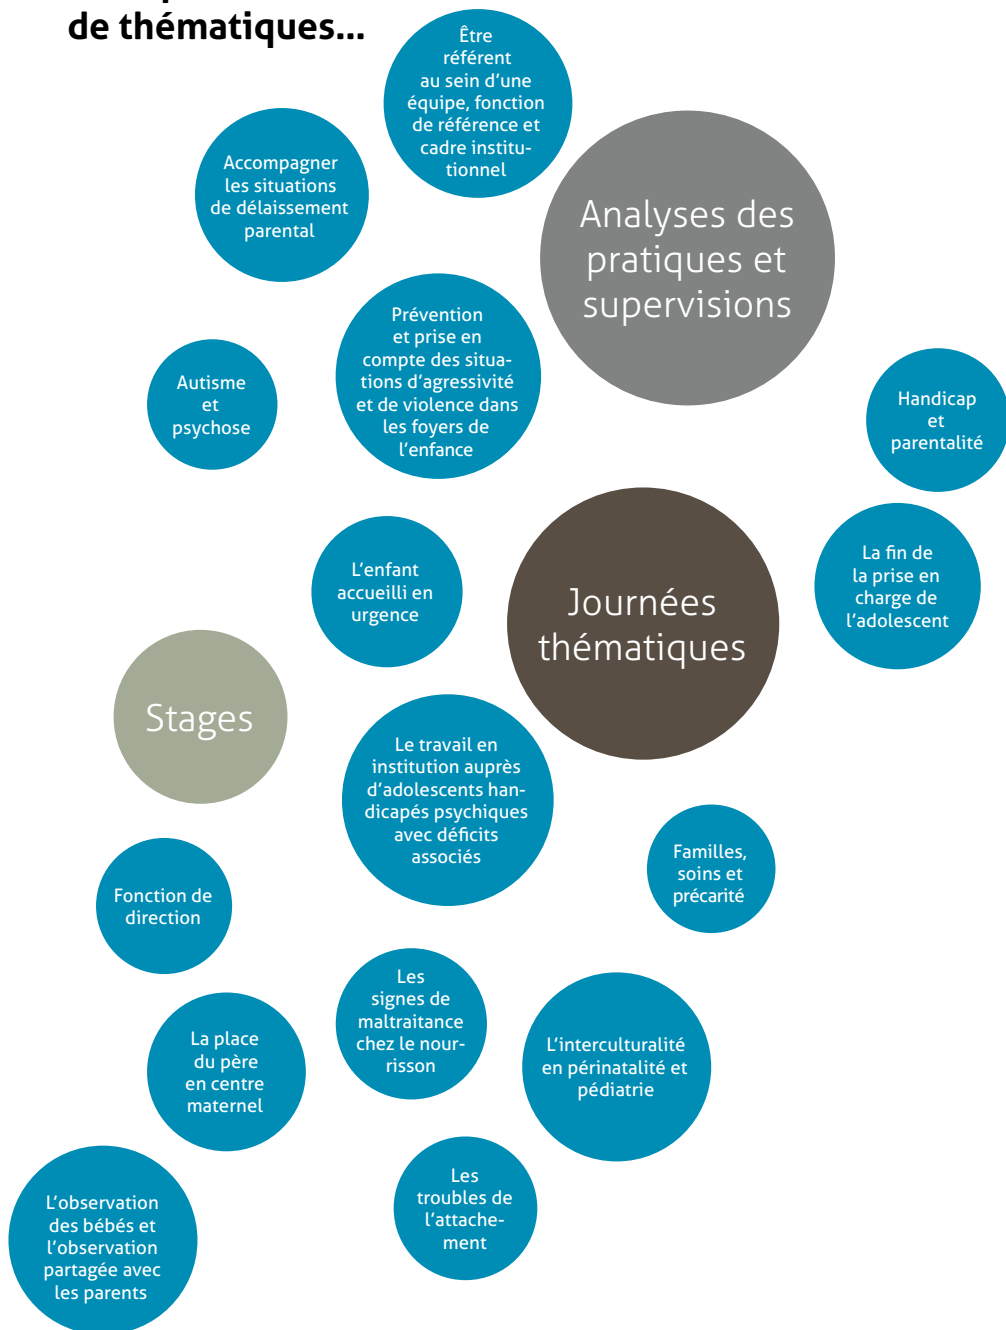 de thématiques...
Être
référent
au sein d’une
équipe, fonction
de référence et
cadre institu-
tionnel
Accompagner
les situations
de délaissement
parental
Analyses des
pratiques et
supervisions
Prévention
et prise en
compte des situa-
tions d’agressivité
et de violence dans
les foyers de
l’enfance
Autisme
et
psychose
Handicap
et
parentalité
La fin de
la prise en
charge de
l’adolescent
L’enfant
accueilli en
urgence
Journées
thématiques
Stages
Le travail en
institution auprès
d’adolescents han-
dicapés psychiques
avec déficits
associés
Familles,
soins et
précarité
Fonction de
direction
Les
signes de
maltraitance
chez le nour-
risson
La place
du père
en centre
maternel
L’interculturalité
en périnatalité et
pédiatrie
Les
troubles de
l’attache-
ment
L’observation
des bébés et
l’observation
partagée avec
les parents